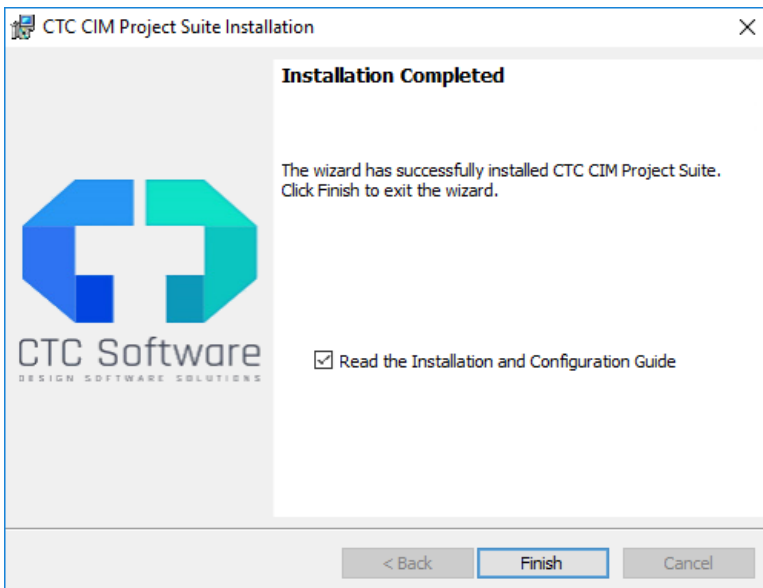 CTC CIM Project Suite Installation
Installation Completed
The wizard has successfully installed CTC CIM Project Suite.
Click Finish to exit the wizard.
CTC Software
DESIGN SOFTWARE SOLUTIONS
Read the Installation and Configuration Guide
< Back
Finish
Cancel